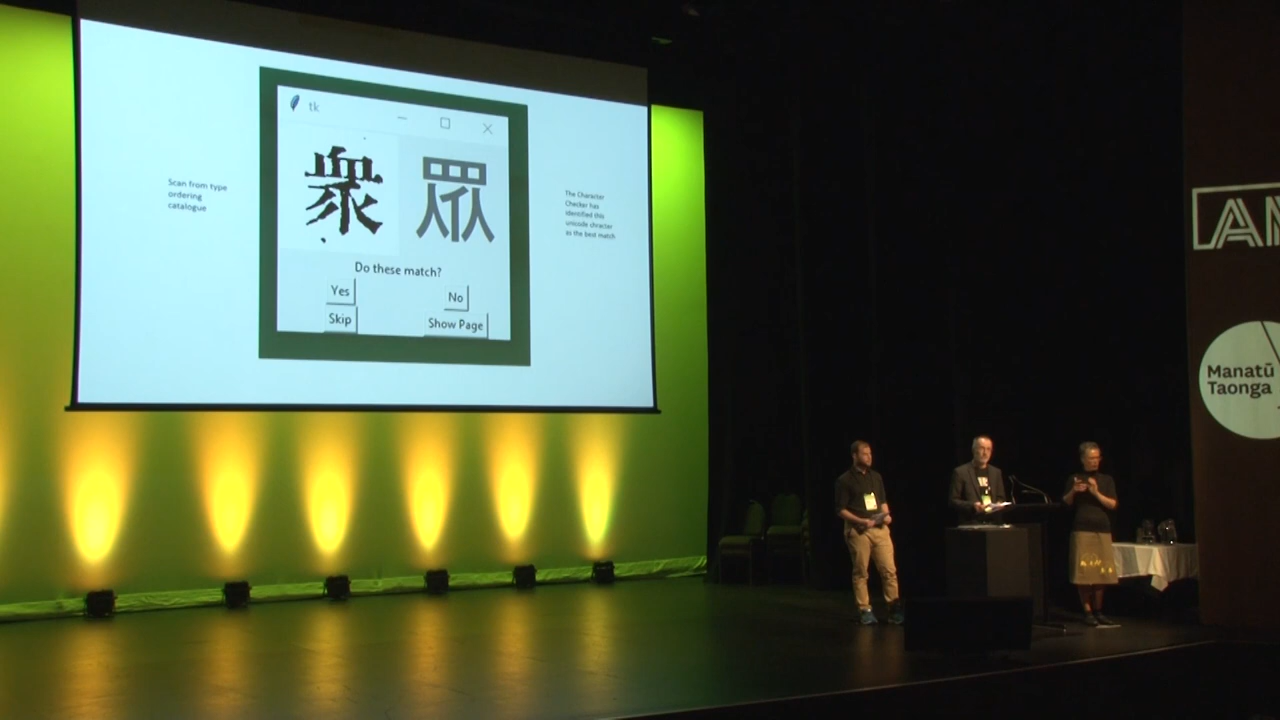 tk
Scan from type
ordering
catalogue
衆 眾
The Character
Checker has
identified this
unicode chracter
as the best match
Do these match?
Yes No
Skip Show Page
Manatū
Taonga